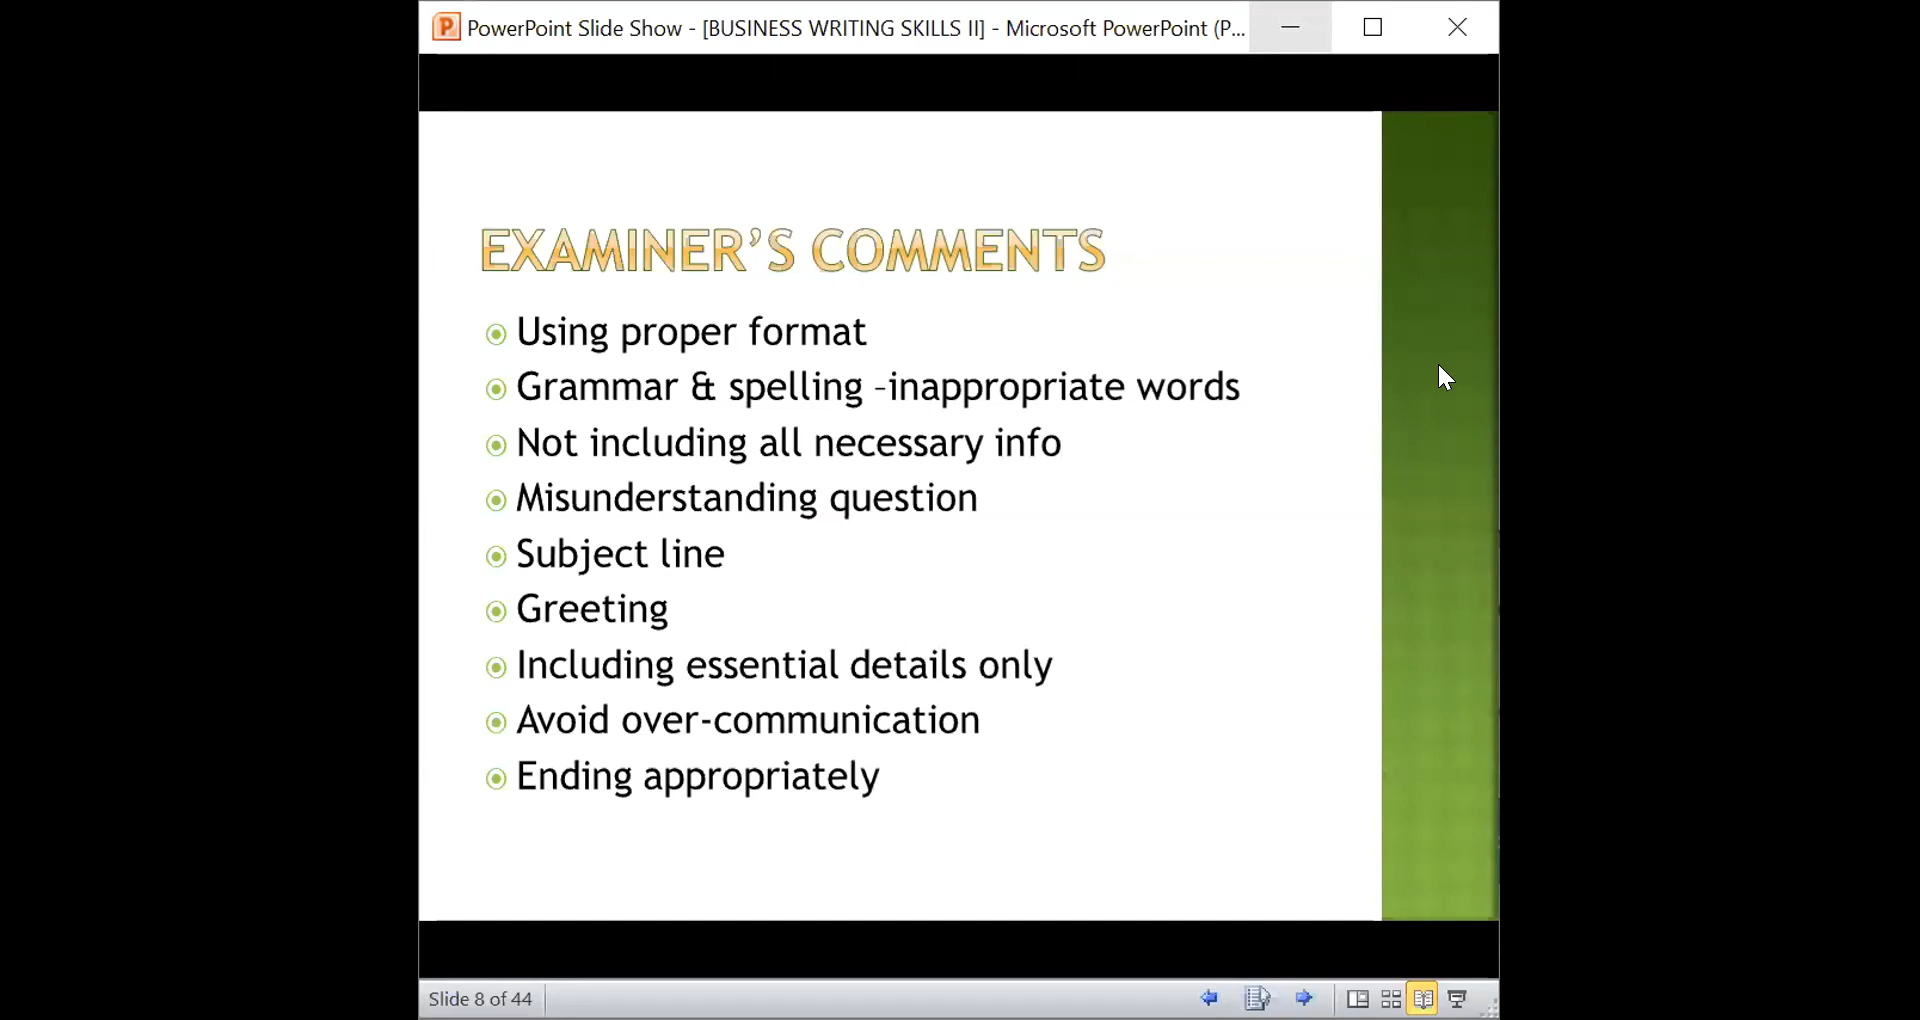 PowerPoint Slide Show - [BUSINESS WRITING SKILLS II] - Microsoft PowerPoint (P...
EXAMINER’S COMMENTS
Using proper format
Grammar & spelling –inappropriate words
Not including all necessary info
Misunderstanding question
Subject line
Greeting
Including essential details only
Avoid over-communication
Ending appropriately
Slide 8 of 44